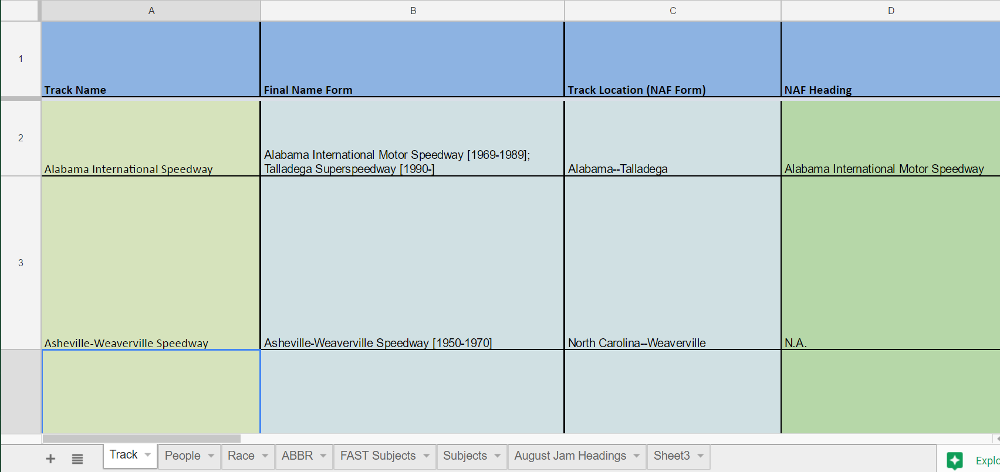 A B C D
1 Track Name Final Name Form Track Location (NAF Form) NAF Heading
2 Alabama International Speedway Alabama International Motor Speedway [1969-1989];
Talladega Superspeedway [1990-] Alabama--Talladega Alabama International Motor Speedway
3 Asheville-Weaverville Speedway Asheville-Weaverville Speedway [1950-1970] North Carolina--Weaverville N.A.
Track People Race ABBR FAST Subjects Subjects August Jam Headings Sheet3